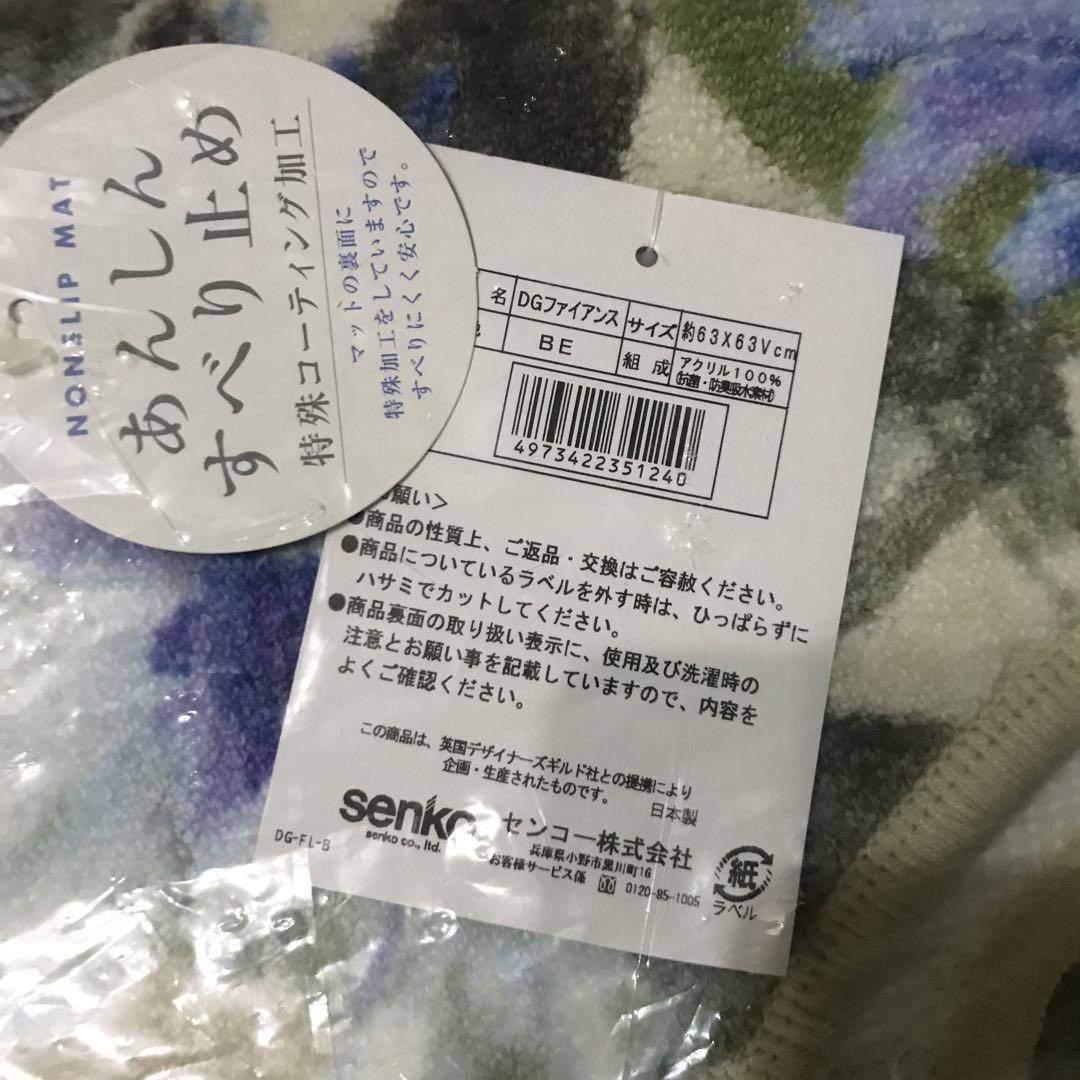 NONSLIP MAT
あんしん
すべり止め
特殊コーティング加工
マットの裏面に
特殊加工をしていますので
すべりにくく安心です。
名 DGファイアンス サイズ 約63X63Vcm
BE 組成 アクリル100%
(抗菌・防臭吸水素材)
4973422351240
願い>
●商品の性質上、ご返品・交換はご容赦ください。
●商品についているラベルを外す時は、ひっぱらずに
ハサミでカットしてください。
●商品裏面の取り扱い表示に、使用及び洗濯時の
注意とお願い事を記載していますので、内容を
よくご確認ください。
この商品は、英国デザイナーズギルド社との提携により
企画・生産されたものです。
日本製
senko センコー株式会社
senko co., ltd.
兵庫県小野市黒川町16
お客様サービス係 0120-85-1005
DG-FL-B
紙
ラベル